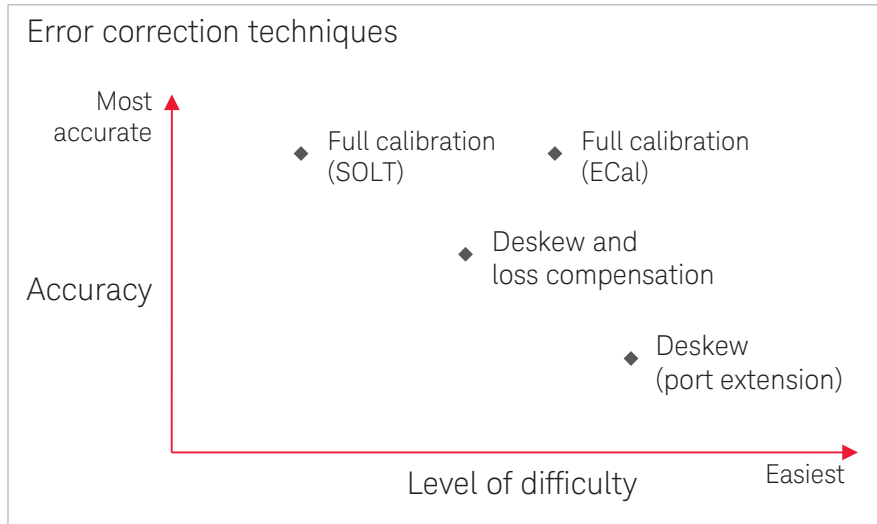 Error correction techniques
Most
accurate
Full calibration
(SOLT)
Full calibration
(ECal)
Deskew and
loss compensation
Accuracy
Deskew
(port extension)
Level of difficulty
Easiest